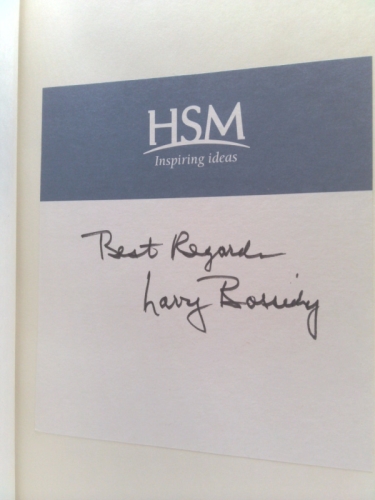 HSM
Inspiring ideas
Best Regards
Larry Bossidy